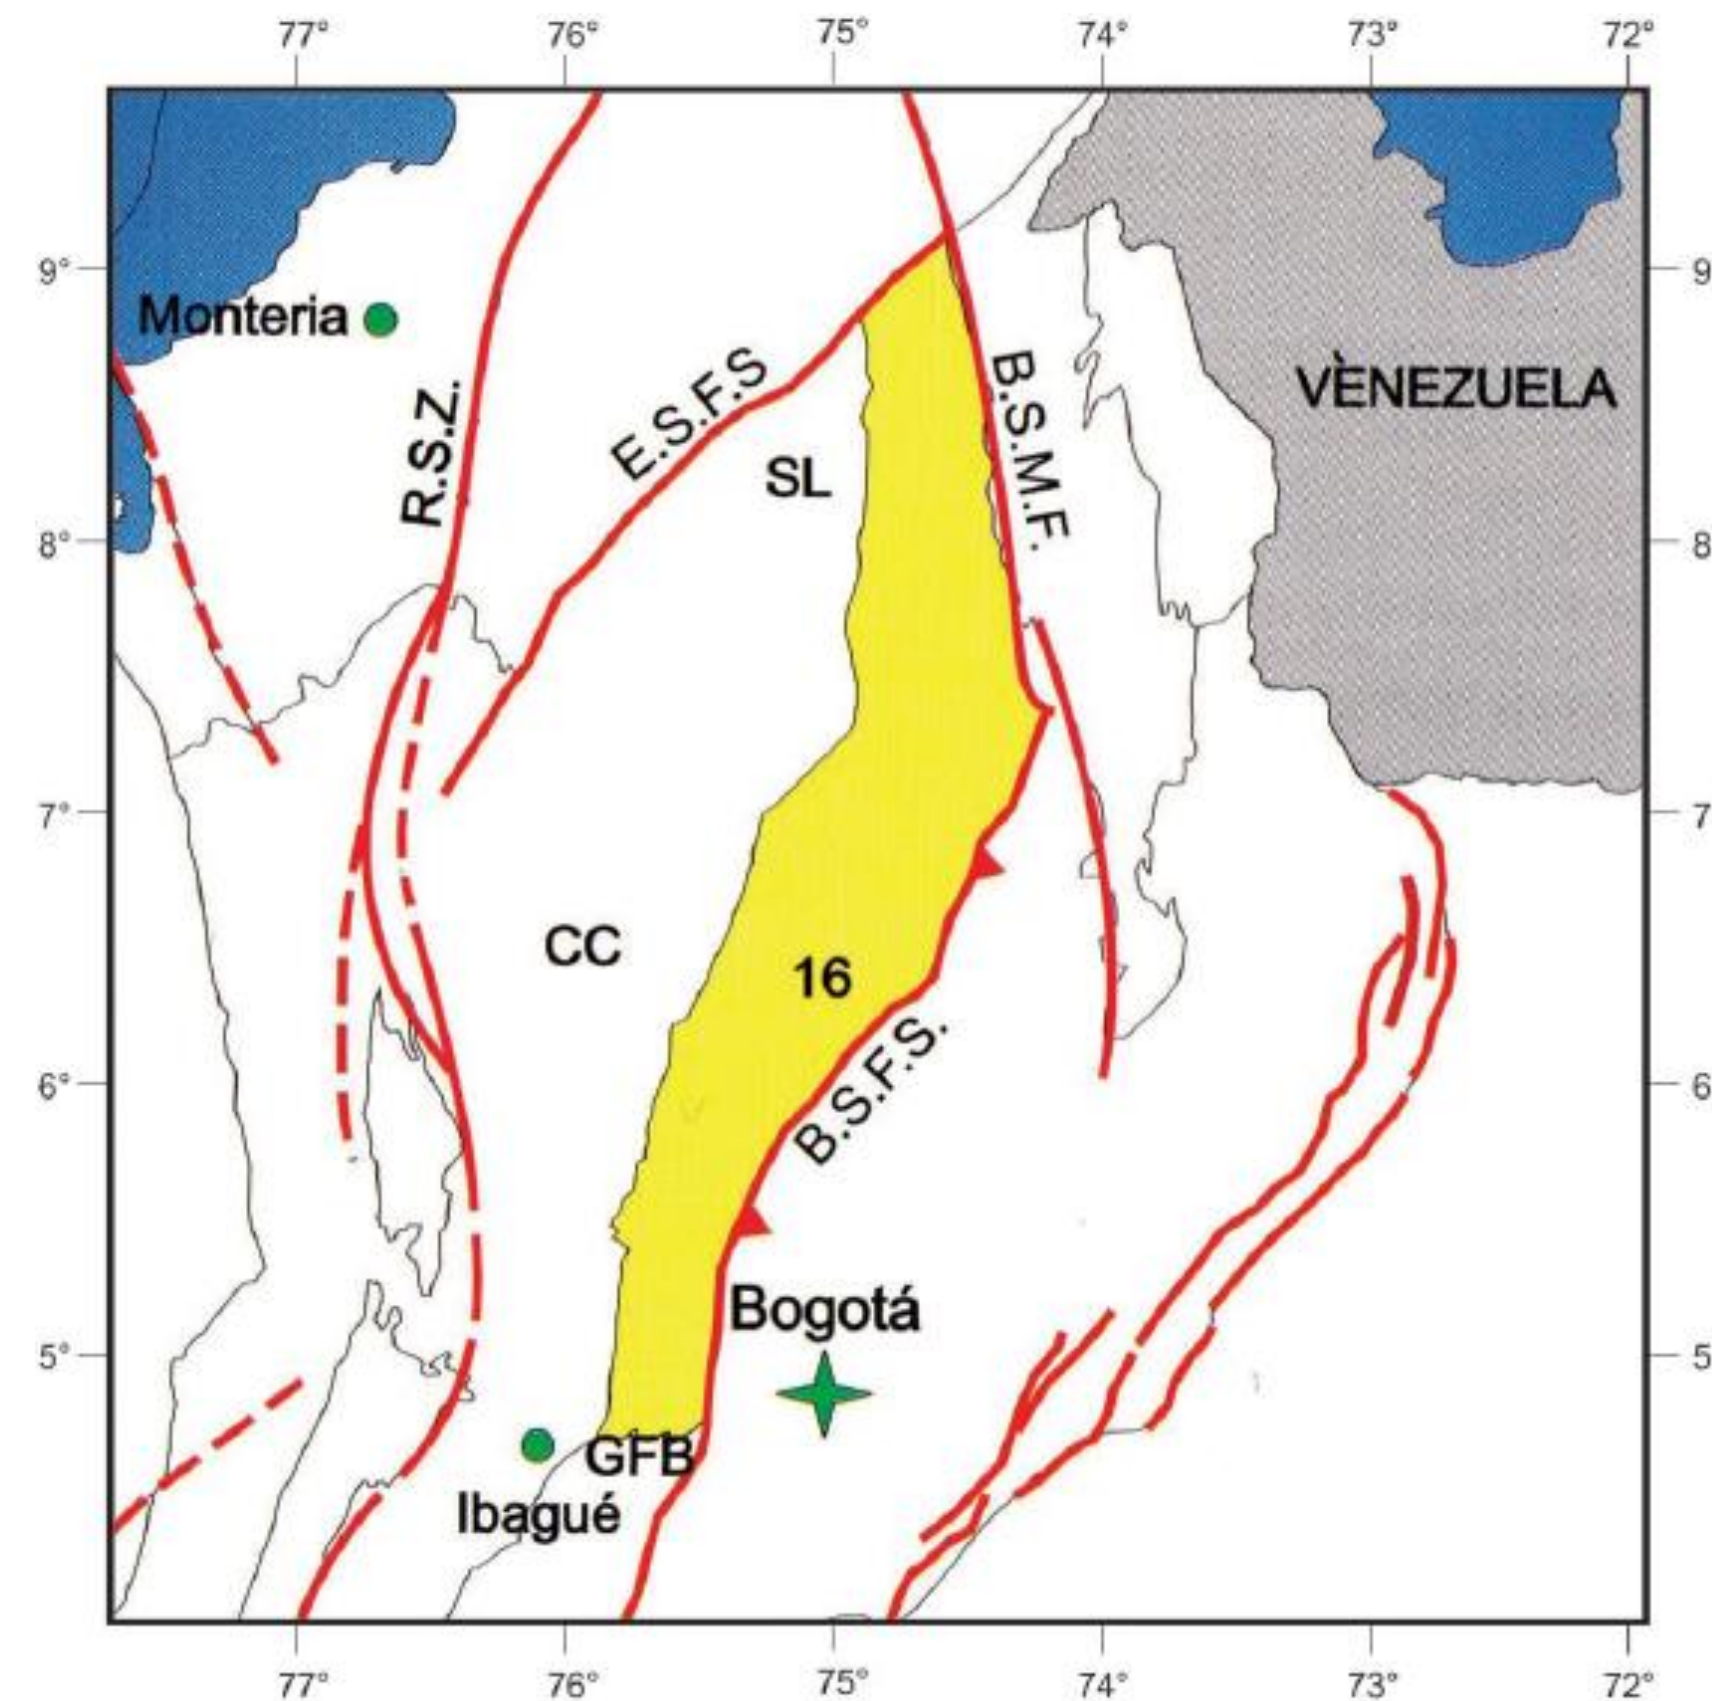 77° 76° 75° 74° 73° 72°
9° 9
Monteria
VÈNEZUELA
R.S.Z.
E.S.F.S
B.S.M.F.
SL
8° 8
7° 7
CC
16
B.S.F.S.
6° 6
Bogotá
5° 5
GFB
Ibagué
77° 76° 75° 74° 73° 72°